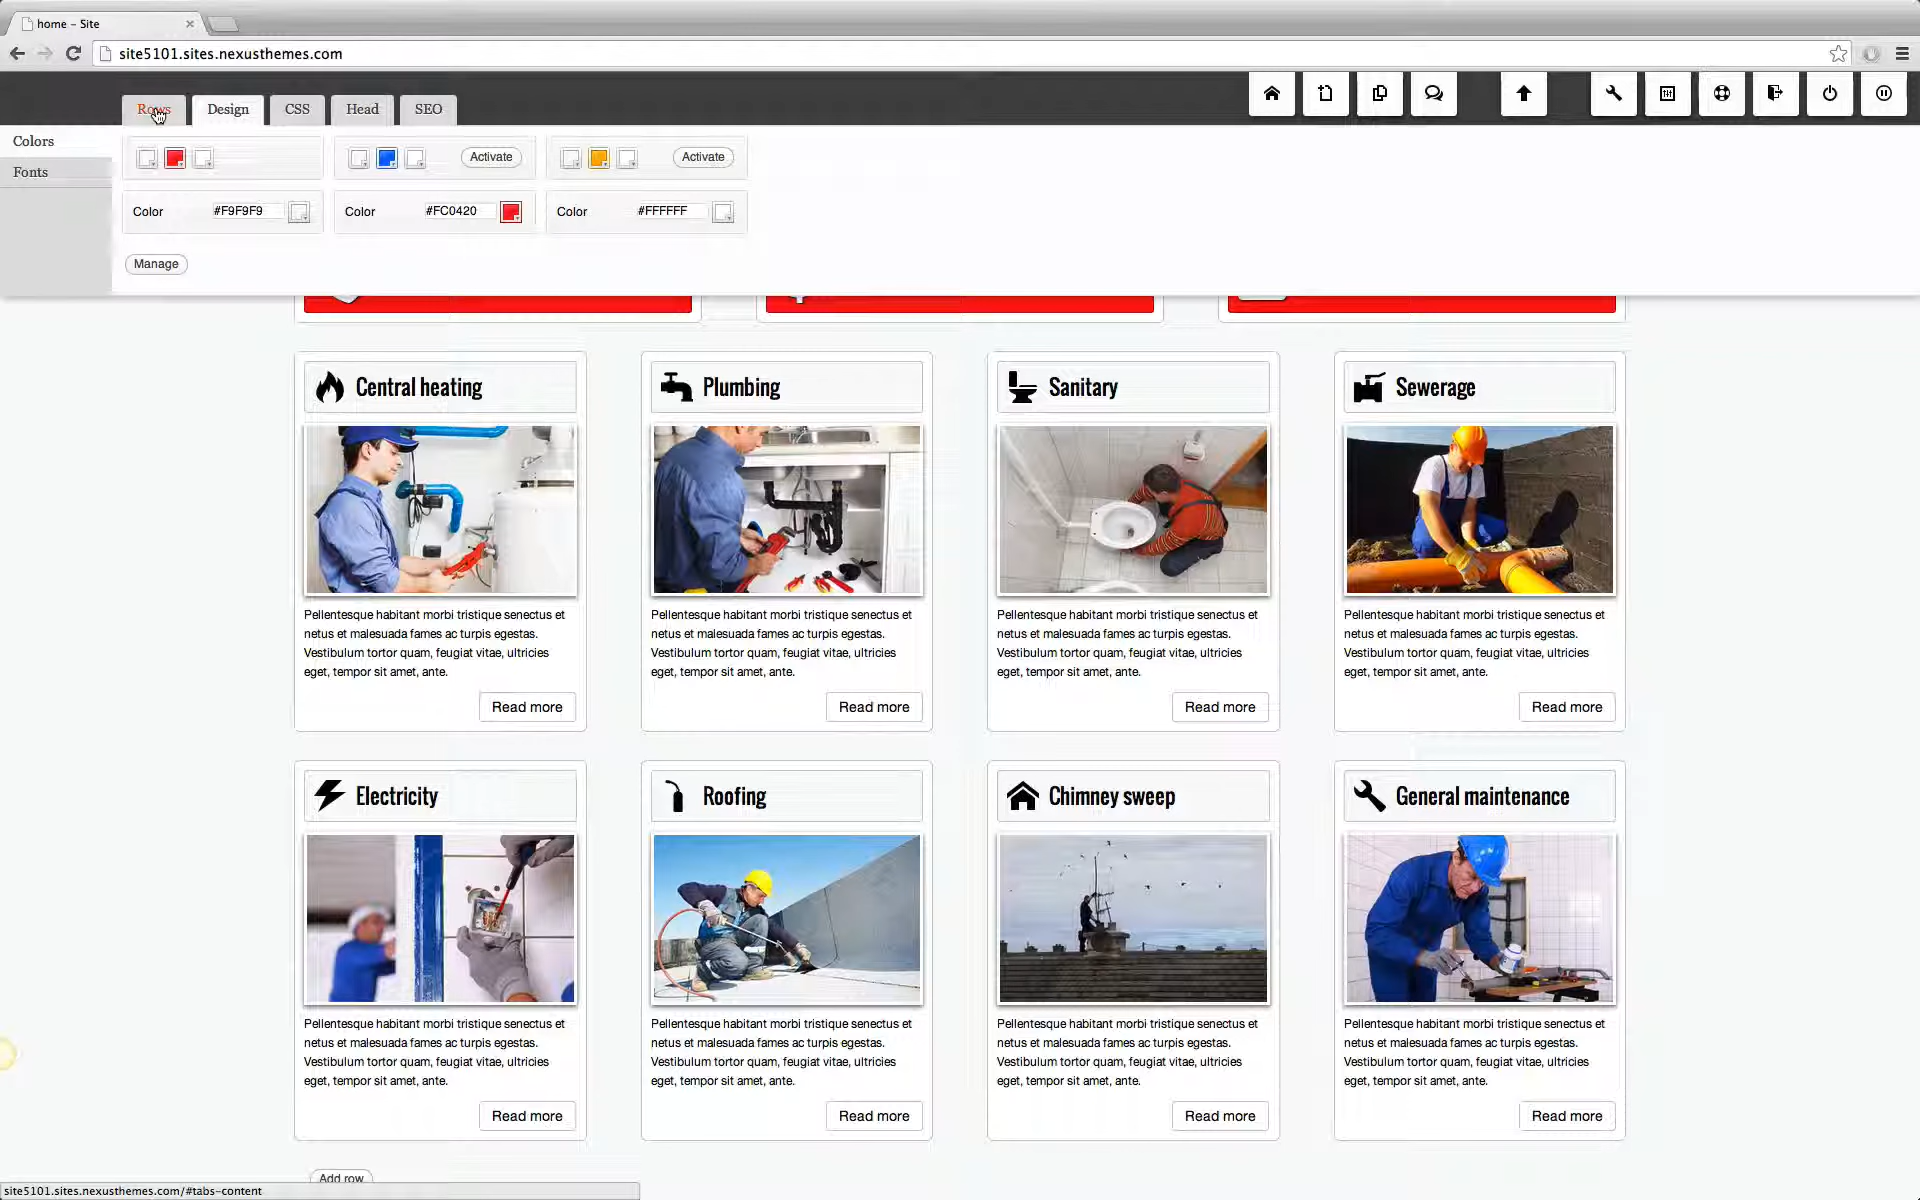 home – Site
site5101.sites.nexusthemes.com
Rows Design CSS Head SEO
Colors
Fonts
Activate Activate
Color #F9F9F9 Color #FC0420 Color #FFFFFF
Manage
Central heating Plumbing Sanitary Sewerage
Pellentesque habitant morbi tristique senectus et
netus et malesuada fames ac turpis egestas.
Vestibulum tortor quam, feugiat vitae, ultricies
eget, tempor sit amet, ante.
Read more
Pellentesque habitant morbi tristique senectus et
netus et malesuada fames ac turpis egestas.
Vestibulum tortor quam, feugiat vitae, ultricies
eget, tempor sit amet, ante.
Read more
Pellentesque habitant morbi tristique senectus et
netus et malesuada fames ac turpis egestas.
Vestibulum tortor quam, feugiat vitae, ultricies
eget, tempor sit amet, ante.
Read more
Pellentesque habitant morbi tristique senectus et
netus et malesuada fames ac turpis egestas.
Vestibulum tortor quam, feugiat vitae, ultricies
eget, tempor sit amet, ante.
Read more
Electricity Roofing Chimney sweep General maintenance
Pellentesque habitant morbi tristique senectus et
netus et malesuada fames ac turpis egestas.
Vestibulum tortor quam, feugiat vitae, ultricies
eget, tempor sit amet, ante.
Read more
Pellentesque habitant morbi tristique senectus et
netus et malesuada fames ac turpis egestas.
Vestibulum tortor quam, feugiat vitae, ultricies
eget, tempor sit amet, ante.
Read more
Pellentesque habitant morbi tristique senectus et
netus et malesuada fames ac turpis egestas.
Vestibulum tortor quam, feugiat vitae, ultricies
eget, tempor sit amet, ante.
Read more
Pellentesque habitant morbi tristique senectus et
netus et malesuada fames ac turpis egestas.
Vestibulum tortor quam, feugiat vitae, ultricies
eget, tempor sit amet, ante.
Read more
Add row
site5101.sites.nexusthemes.com/#tabs-content